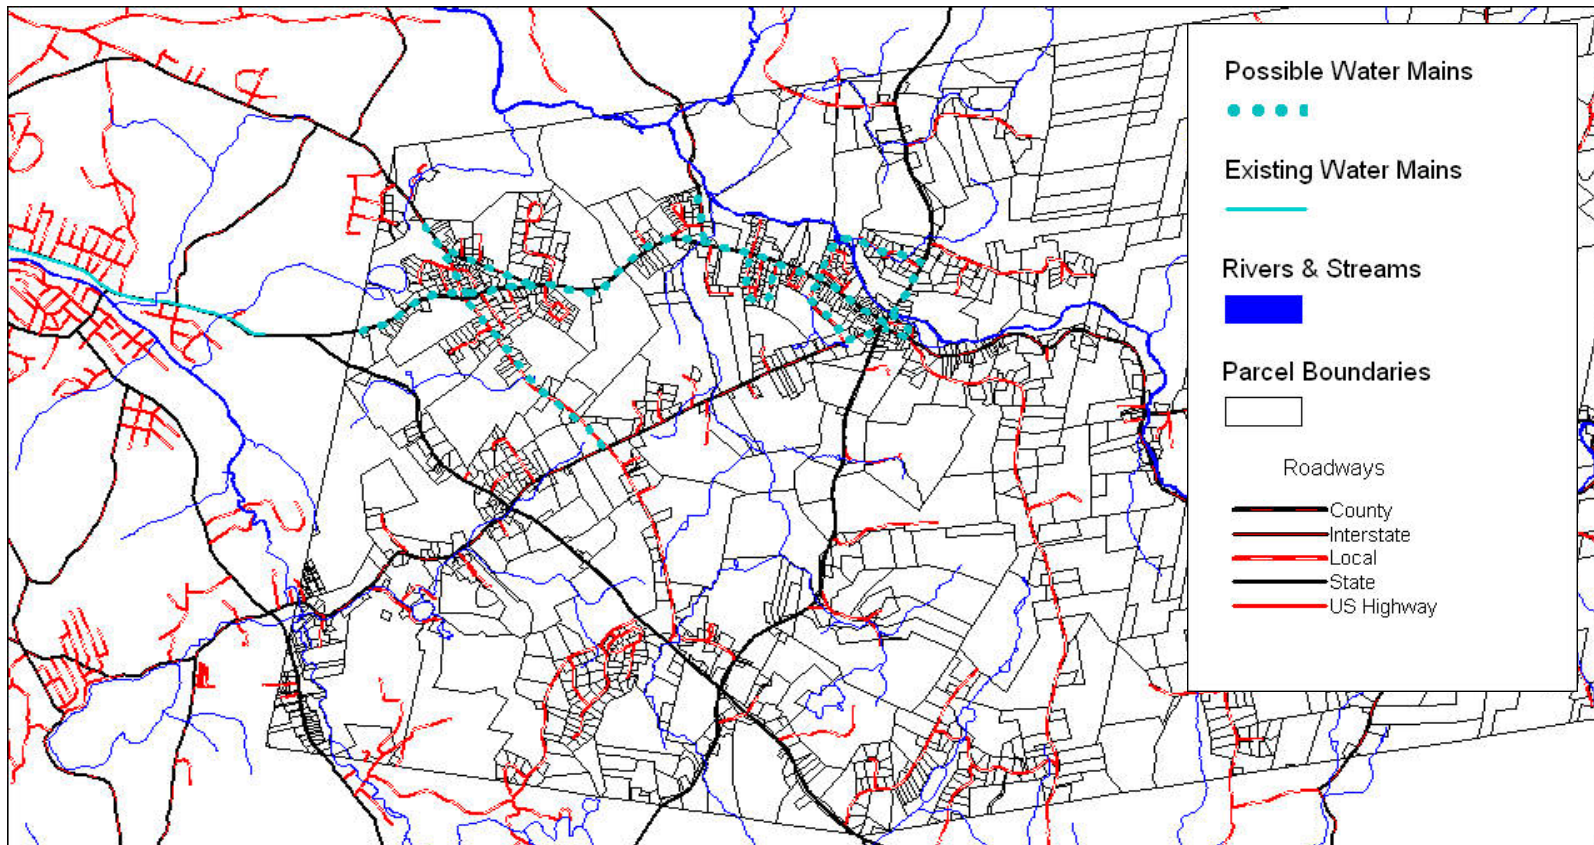 Possible Water Mains
Existing Water Mains
Rivers & Streams
Parcel Boundaries
Roadways
County
Interstate
Local
State
US Highway